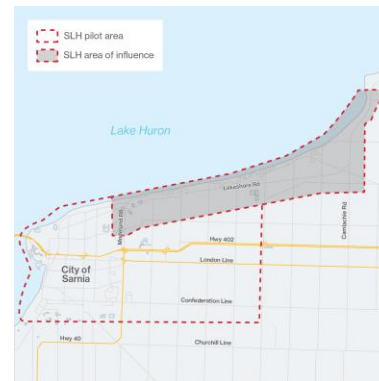 SLH pilot area
SLH area of influence
Lake Huron
Lakeshore Rd
Modeland Rd
Camlachie Rd
Hwy 402
City of
Sarnia
London Line
Confederation Line
Hwy 40
Churchill Line